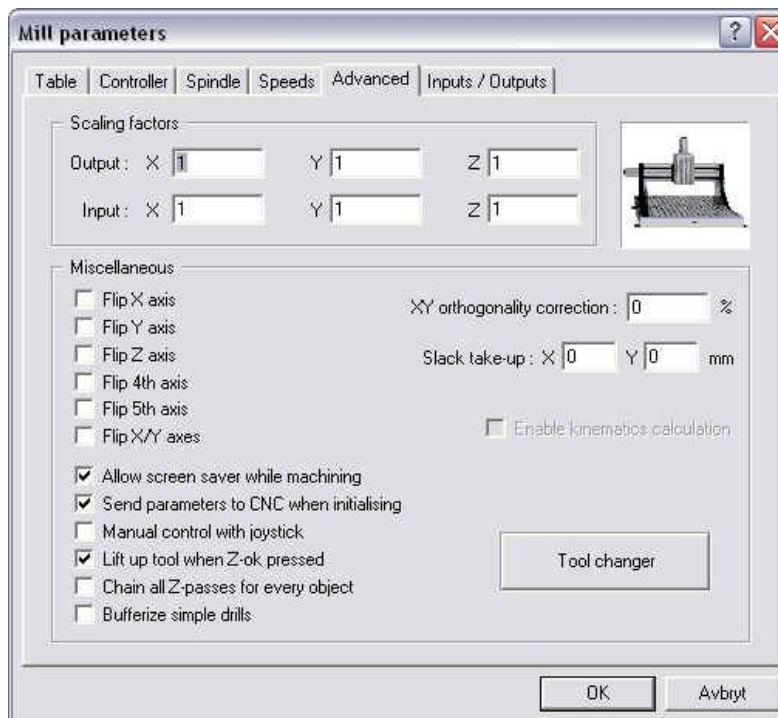 Mill parameters
Table Controller Spindle Speeds Advanced Inputs / Outputs
Scaling factors
Output : X 1 Y 1 Z 1
Input : X 1 Y 1 Z 1
Miscellaneous
Flip X axis
Flip Y axis
Flip Z axis
Flip 4th axis
Flip 5th axis
Flip X/Y axes
XY orthogonality correction : 0 %
Slack take-up : X 0 Y 0 mm
Enable kinematics calculation
Allow screen saver while machining
Send parameters to CNC when initialising
Manual control with joystick
Lift up tool when Z-ok pressed
Chain all Z-passes for every object
Bufferize simple drills
Tool changer
OK Avbryt